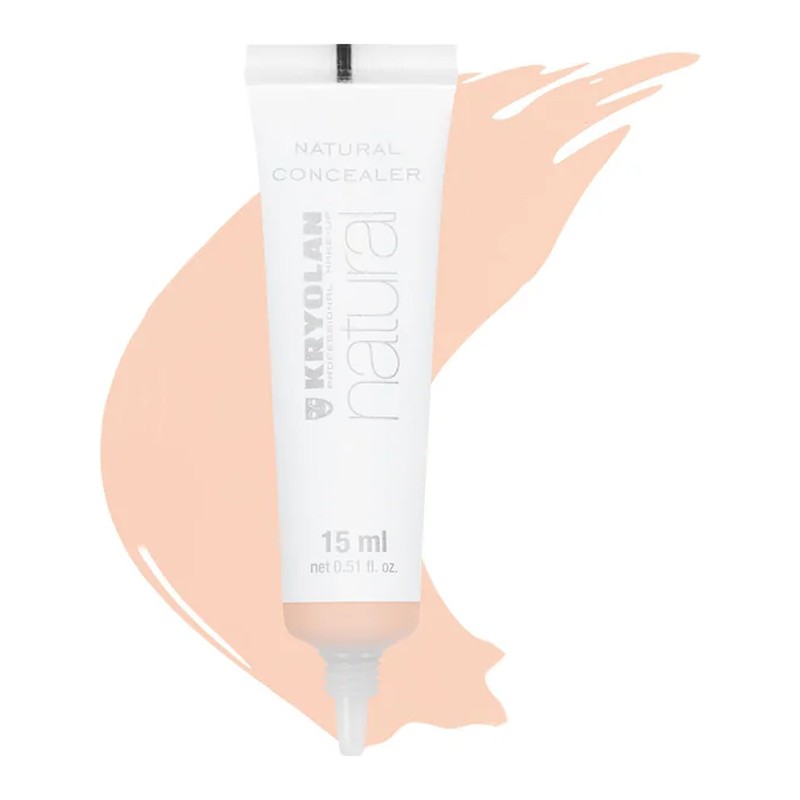 NATURAL
CONCEALER
KRYOLAN
PROFESSIONAL MAKE-UP
natural
15 ml
net 0.51 fl. oz.